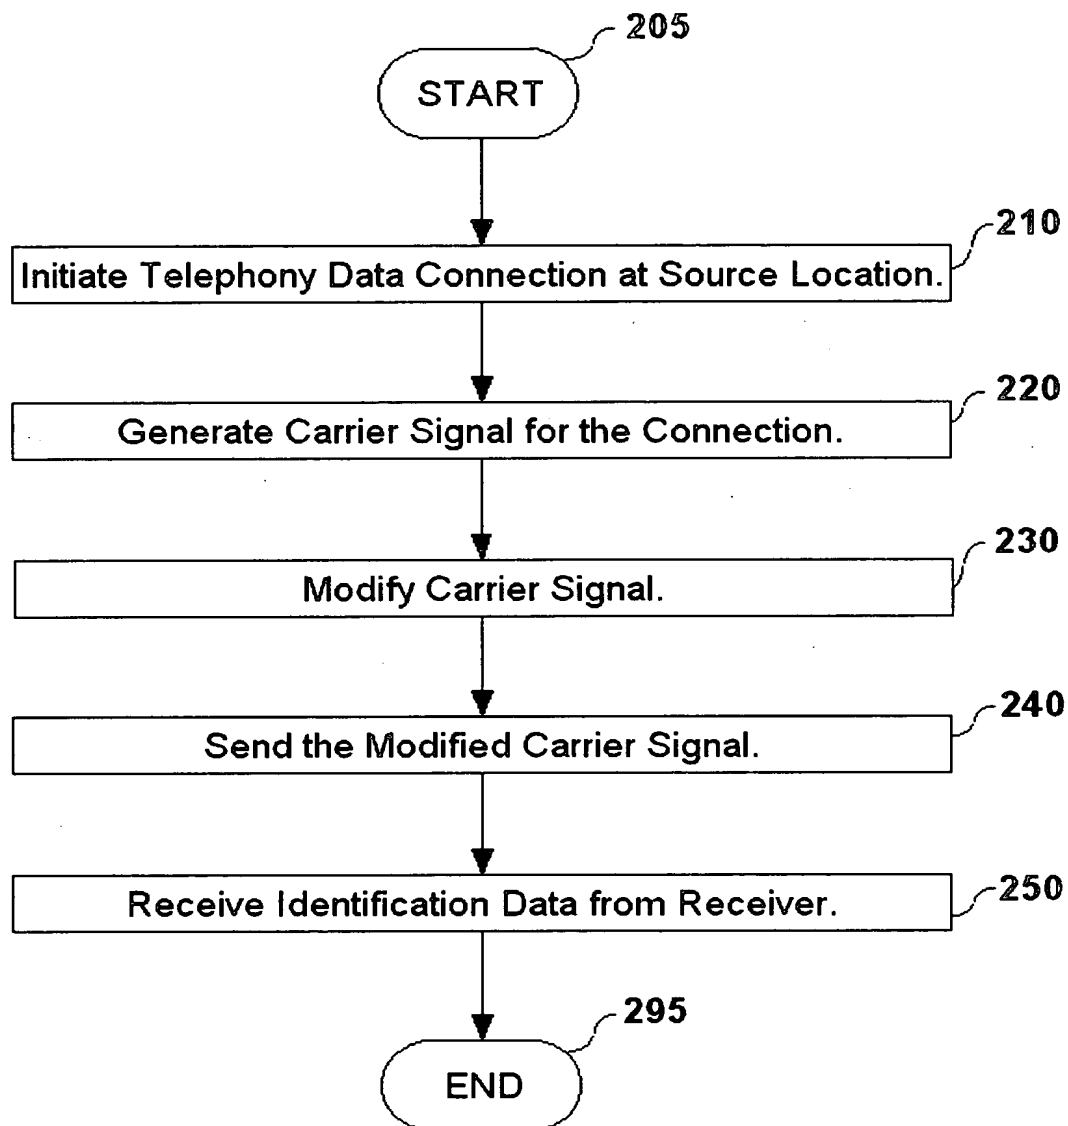 205
START
210
Initiate Telephony Data Connection at Source Location.
220
Generate Carrier Signal for the Connection.
230
Modify Carrier Signal.
240
Send the Modified Carrier Signal.
250
Receive Identification Data from Receiver.
295
END